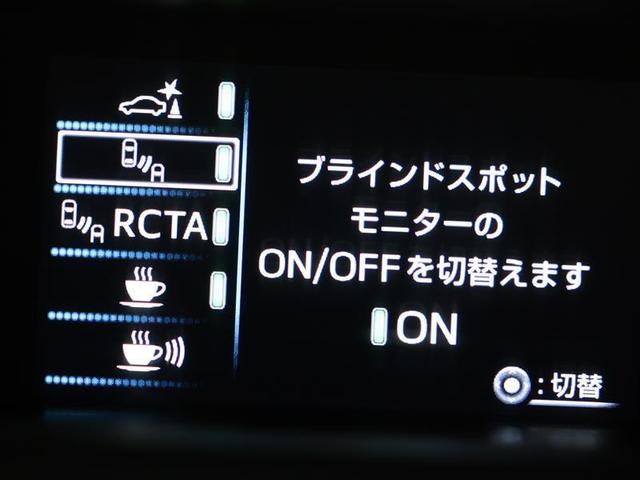 RCTA
ブラインドスポット
モニターの
ON/OFFを切替えます
ON
:切替